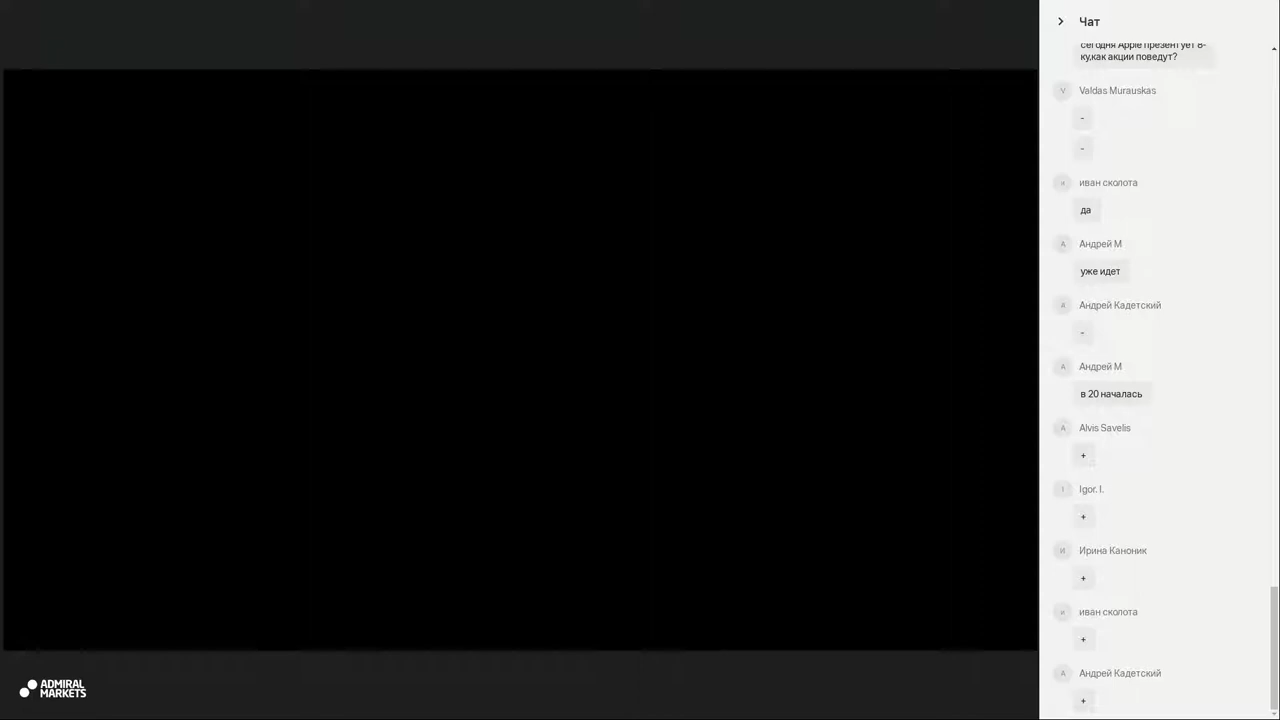 Чат
сегодня Apple презентует 8-
ку,как акции поведут?
V
Valdas Murauskas
-
-
и
иван сколота
да
А
Андрей М
уже идет
А
Андрей Кадетский
-
А
Андрей М
в 20 началась
A
Alvis Savelis
+
I
Igor. I.
+
И
Ирина Каноник
+
и
иван сколота
+
А
Андрей Кадетский
+
ADMIRAL
MARKETS